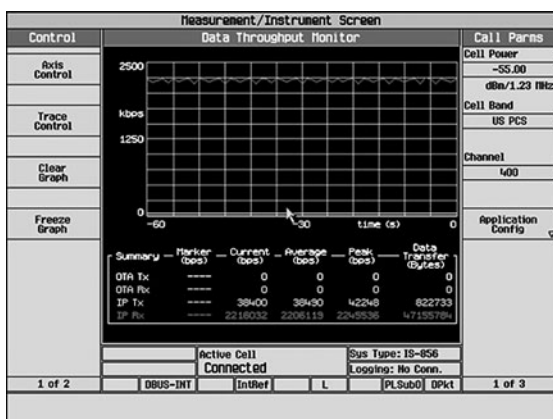 Measurement/Instrument Screen
Control
Data Throughput Monitor
Call Parms
Axis
Control
Trace
Control
Clear
Graph
Freeze
Graph
2500
kbps
1250
0
-60
-30
time (s)
0
Cell Power
-55.00
dBm/1.23 MHz
Cell Band
US PCS
Channel
400
Application
Config
Summary Marker (bps) Current (bps) Average (bps) Peak (bps) Data Transfer (Bytes)
OTA Tx ---- 0 0 0 0
OTA Rx ---- 0 0 0 0
IP Tx ---- 38400 38490 42248 822733
IP Rx ---- 2218032 2206119 2245536 47155784
Active Cell
Connected
Sys Type: IS-856
Logging: No Conn.
1 of 2
DBUS-INT
IntRef
L
PLSub0
DPkt
1 of 3